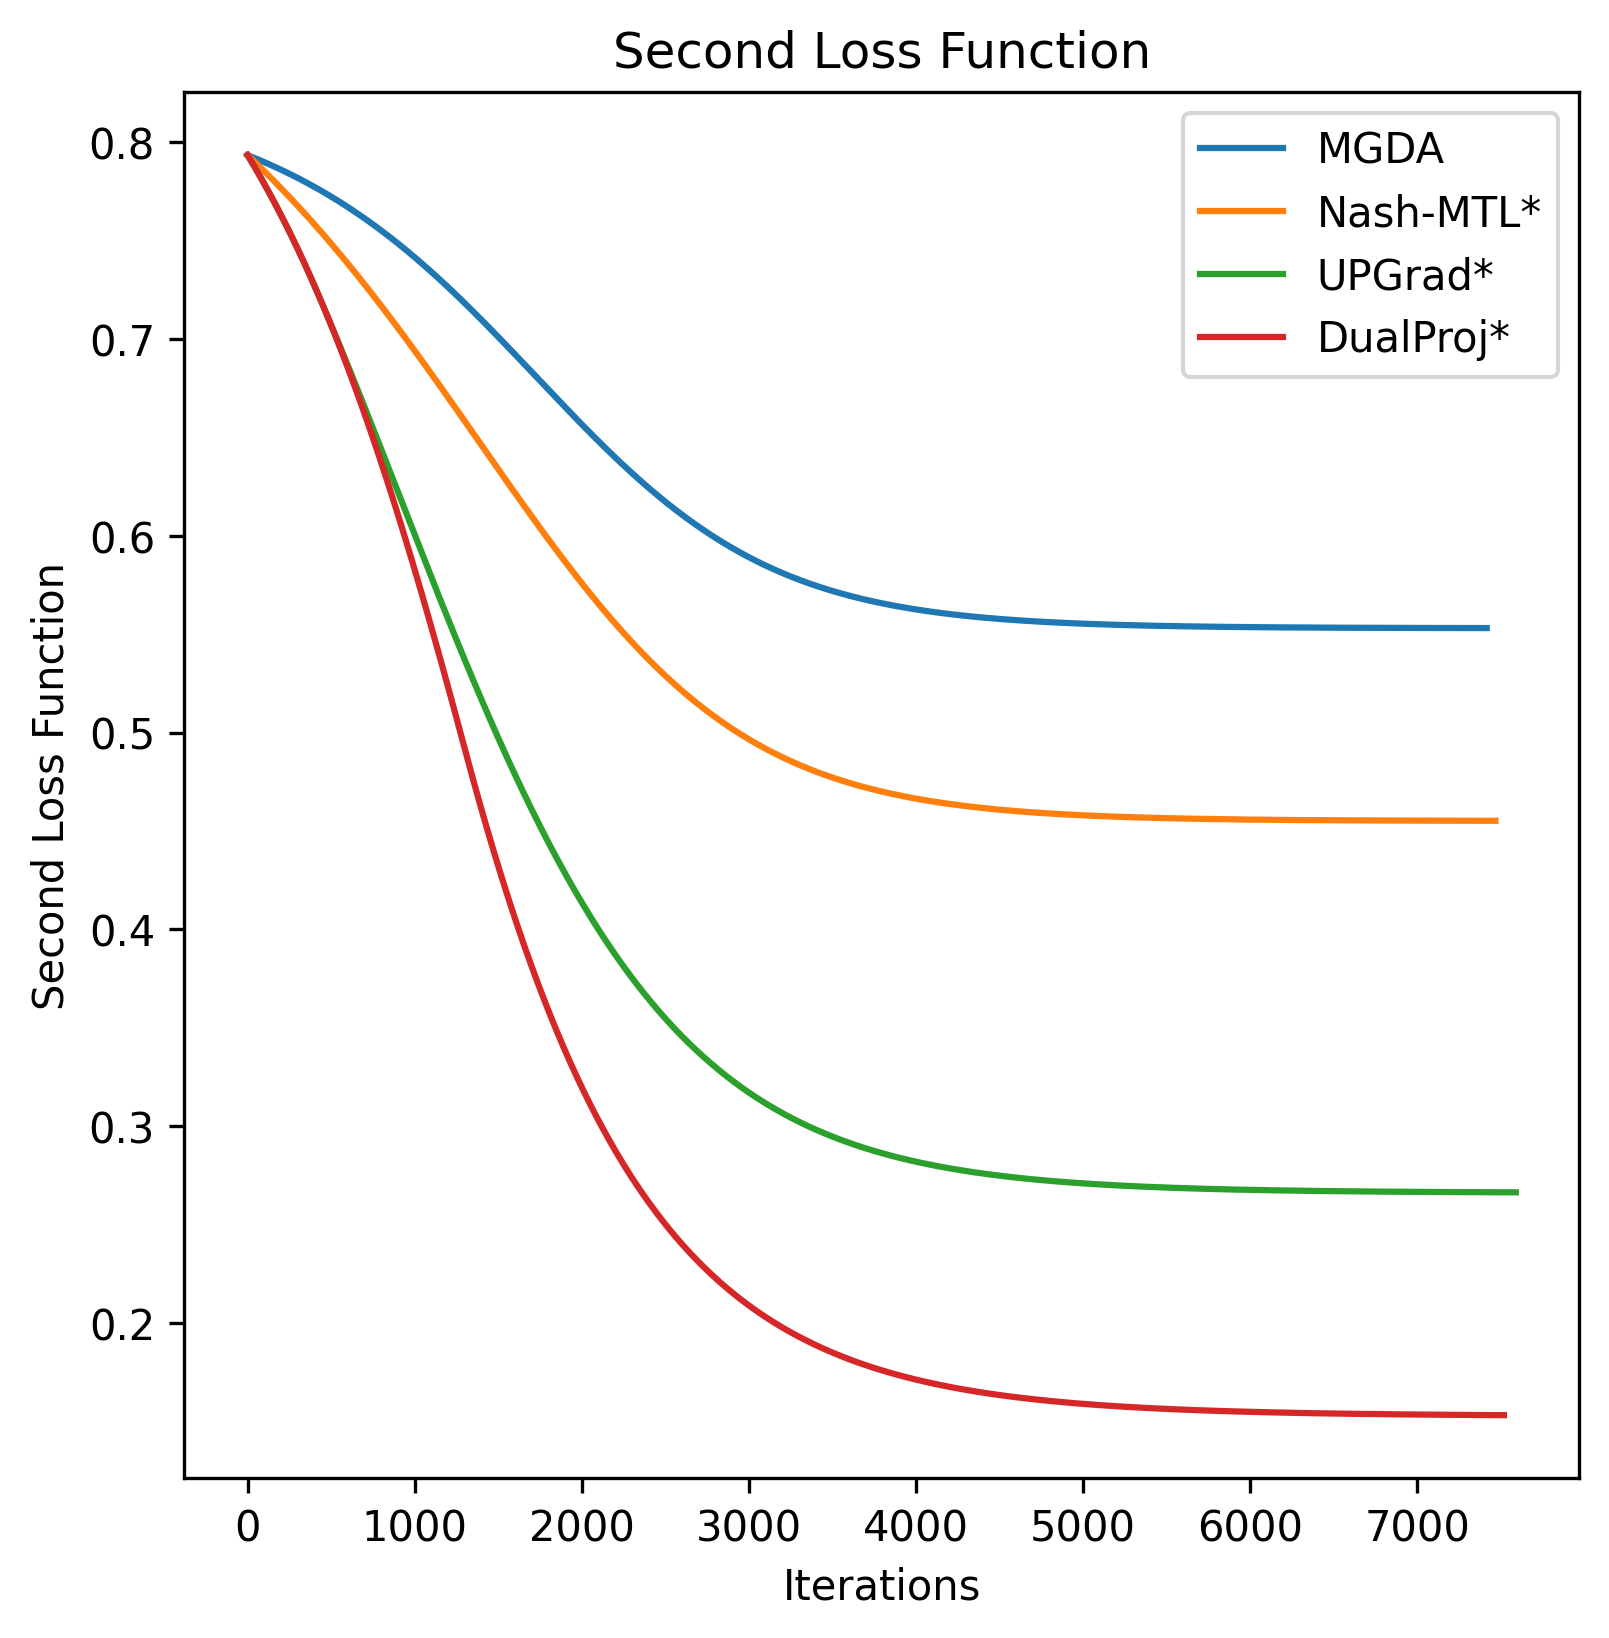 Second Loss Function
MGDA
Nash-MTL*
UPGrad*
DualProj*
Second Loss Function
0.8
0.7
0.6
0.5
0.4
0.3
0.2
0 1000 2000 3000 4000 5000 6000 7000
Iterations